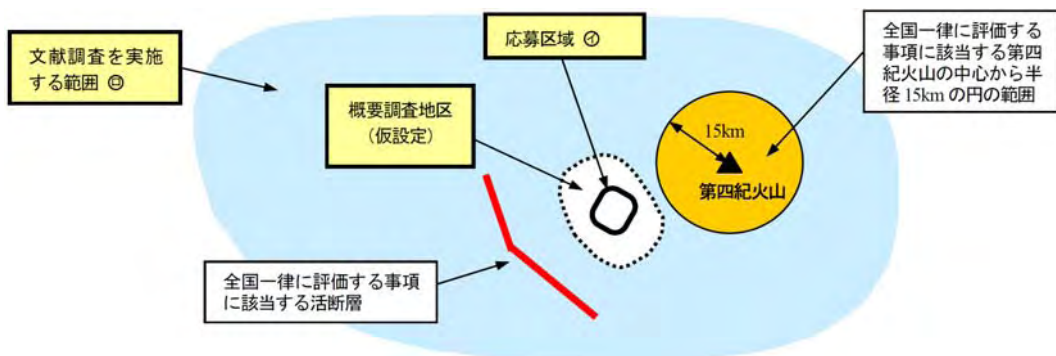 文献調査を実施
する範囲 ㋺
応募区域 ㋑
概要調査地区
(仮設定)
全国一律に評価する
事項に該当する第四
紀火山の中心から半
径 15km の円の範囲
15km
第四紀火山
全国一律に評価する事項
に該当する活断層